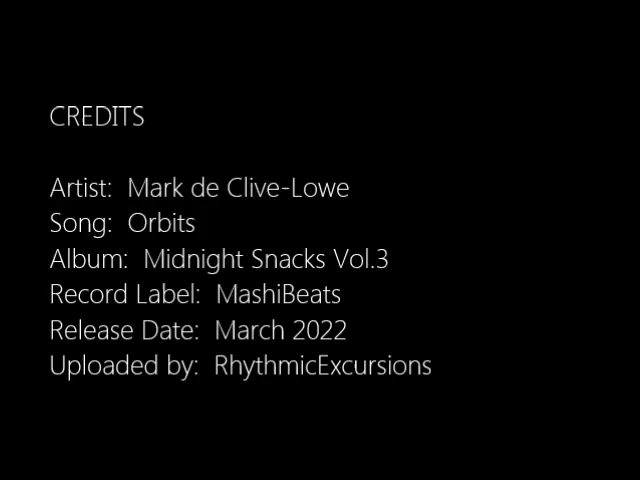 CREDITS
Artist: Mark de Clive-Lowe
Song: Orbits
Album: Midnight Snacks Vol.3
Record Label: MashiBeats
Release Date: March 2022
Uploaded by: RhythmicExcursions